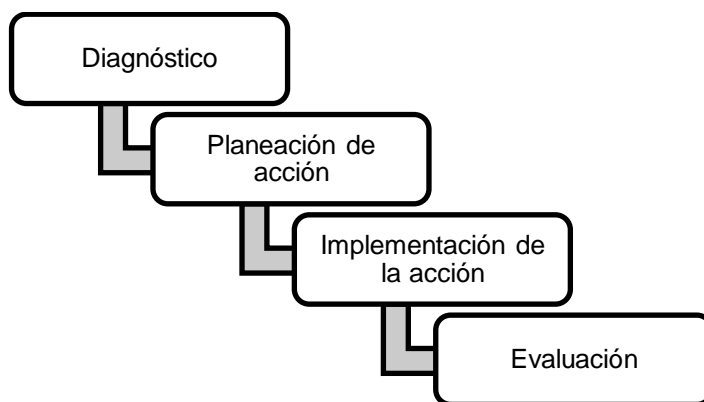 Diagnóstico
Planeación de
acción
Implementación de
la acción
Evaluación